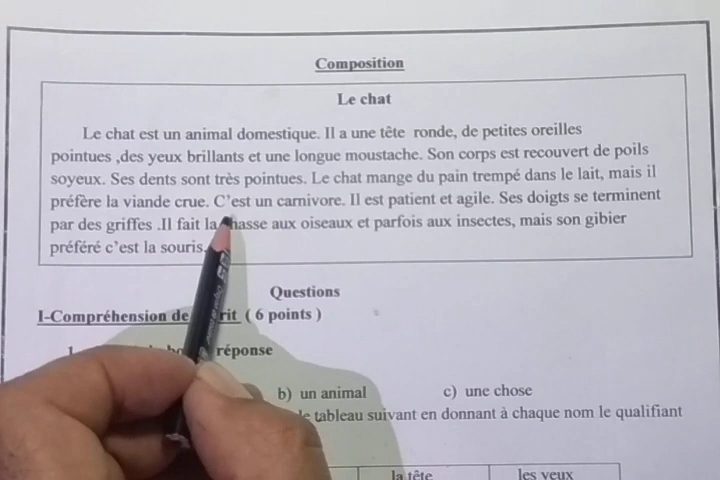 Composition
Le chat
Le chat est un animal domestique. Il a une tête ronde, de petites oreilles
pointues ,des yeux brillants et une longue moustache. Son corps est recouvert de poils
soyeux. Ses dents sont très pointues. Le chat mange du pain trempé dans le lait, mais il
préfère la viande crue. C'est un carnivore. Il est patient et agile. Ses doigts se terminent
par des griffes .Il fait la chasse aux oiseaux et parfois aux insectes, mais son gibier
préféré c'est la souris.
Questions
I-Compréhension de rit ( 6 points )
1 réponse
b) un animal c) une chose
le tableau suivant en donnant à chaque nom le qualifiant
la tête les yeux